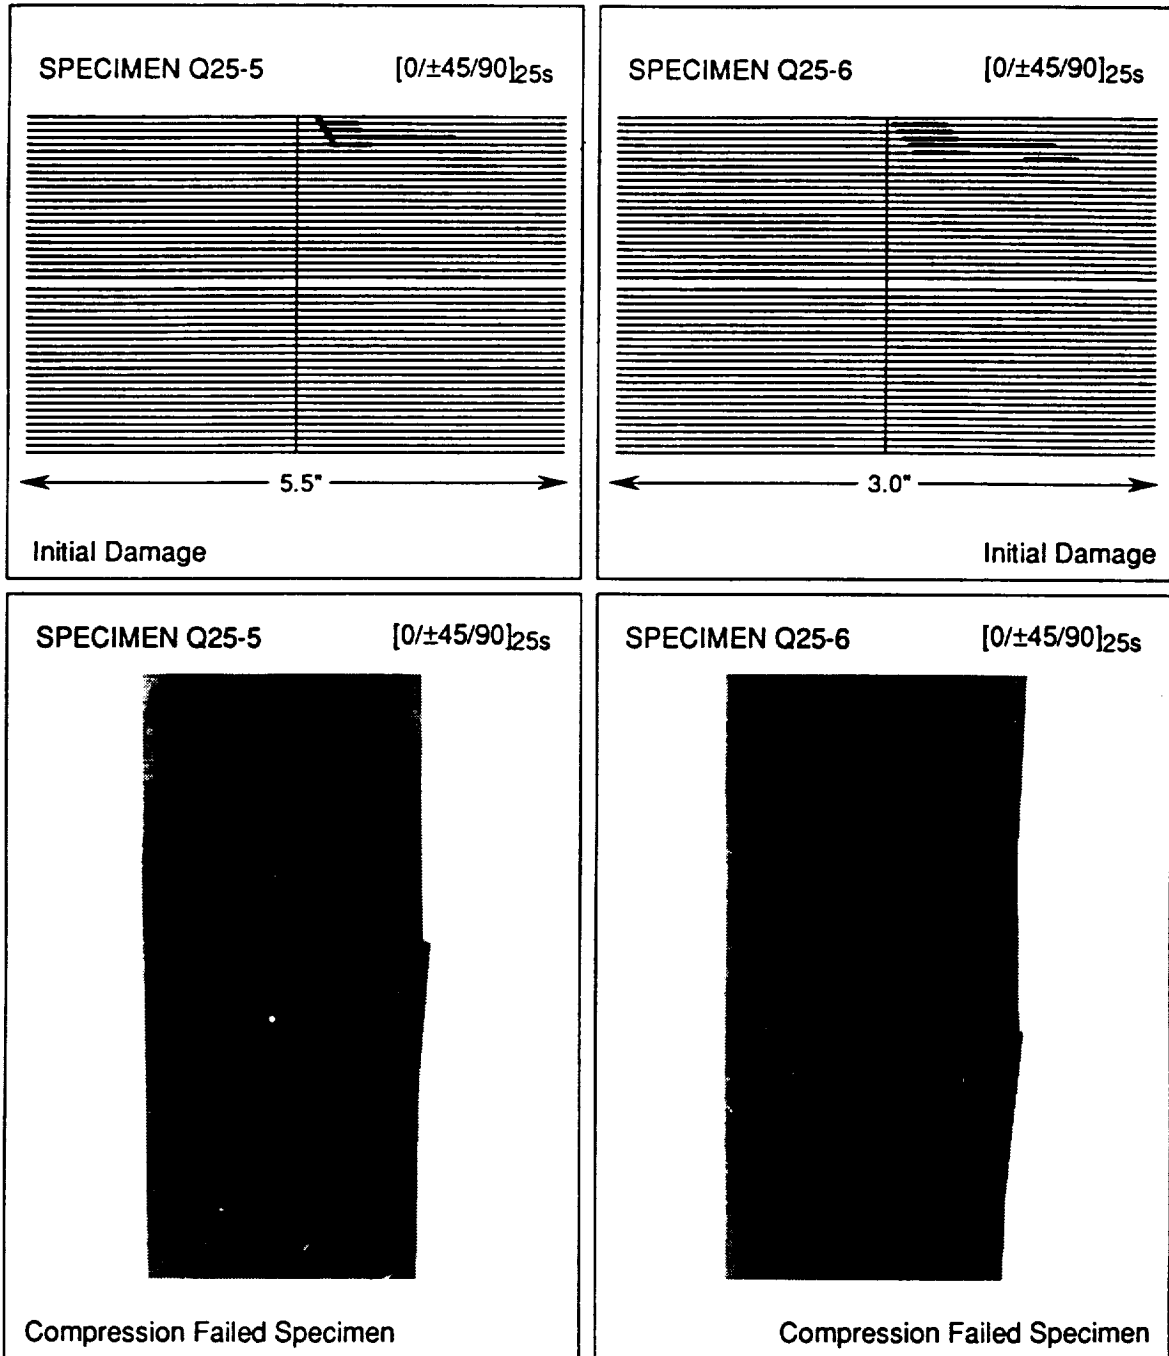 SPECIMEN Q25-5 [0/±45/90]25s
5.5"
Initial Damage
SPECIMEN Q25-6 [0/±45/90]25s
3.0"
Initial Damage
SPECIMEN Q25-5 [0/±45/90]25s
Compression Failed Specimen
SPECIMEN Q25-6 [0/±45/90]25s
Compression Failed Specimen